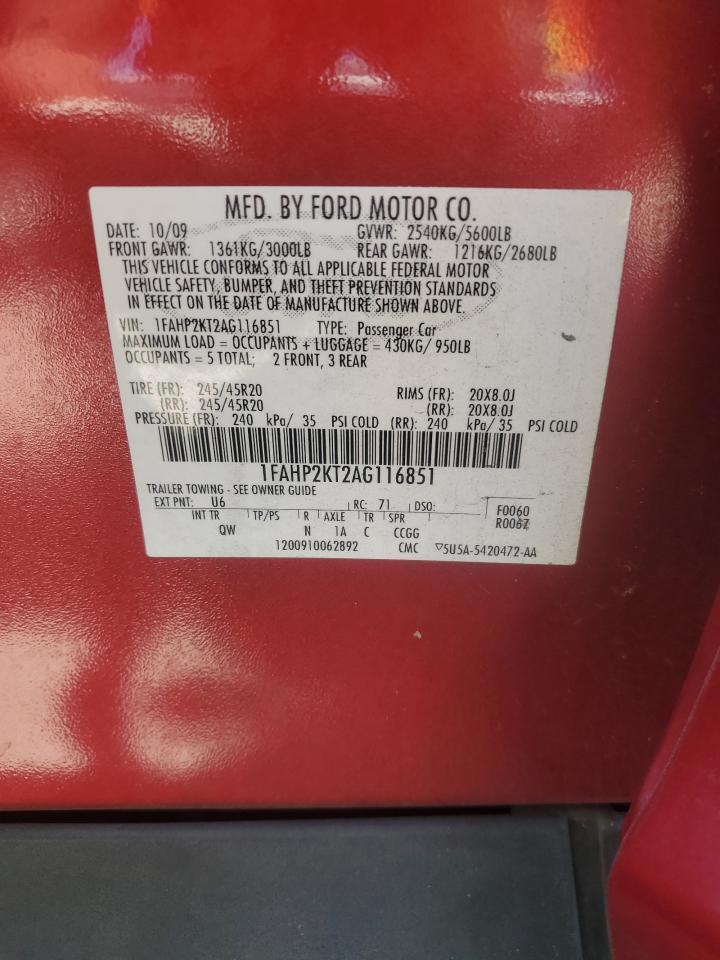 MFD. BY FORD MOTOR CO.
DATE: 10/09 GVWR: 2540KG/5600LB
FRONT GAWR: 1361KG/3000LB REAR GAWR: 1216KG/2680LB
THIS VEHICLE CONFORMS TO ALL APPLICABLE FEDERAL MOTOR
VEHICLE SAFETY, BUMPER, AND THEFT PREVENTION STANDARDS
IN EFFECT ON THE DATE OF MANUFACTURE SHOWN ABOVE.
VIN: 1FAHP2KT2AG116851 TYPE: Passenger Car
MAXIMUM LOAD = OCCUPANTS + LUGGAGE = 430KG/ 950LB
OCCUPANTS = 5 TOTAL; 2 FRONT, 3 REAR
TIRE (FR): 245/45R20 RIMS (FR): 20X8.0J
(RR): 245/45R20 (RR): 20X8.0J
PRESSURE (FR): 240 kPa/ 35 PSI COLD (RR): 240 kPa/ 35 PSI COLD
1FAHP2KT2AG116851
TRAILER TOWING - SEE OWNER GUIDE
EXT PNT: U6 RC: 71 DSO: F0060
INT TR TP/PS R AXLE TR SPR R0062
QW N 1A C CCGG
1200910062892 CMC ▽5U5A-5420472-AA